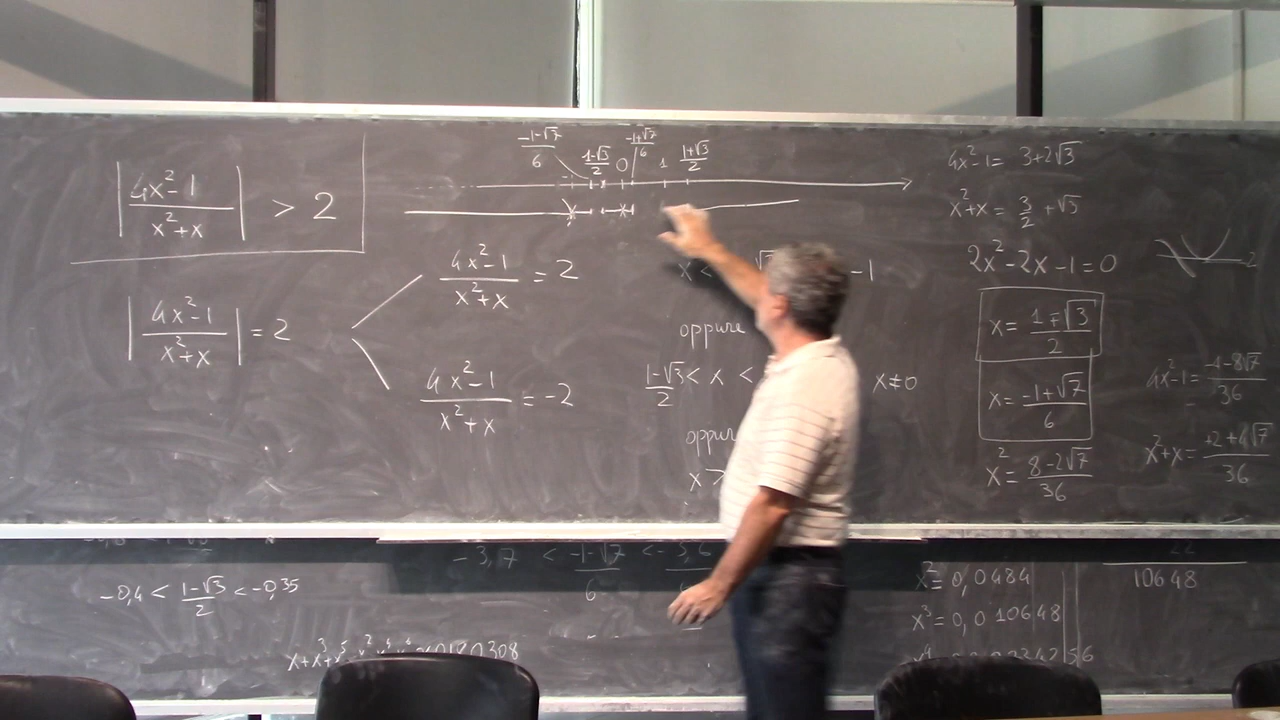 |(4x²-1)/(x²+x)| > 2
|(4x²-1)/(x²+x)| = 2
(4x²-1)/(x²+x) = 2
(4x²-1)/(x²+x) = -2
(-1-√7)/6 (1-√3)/2 0 (-1+√7)/6 1 (1+√3)/2
x < -1
oppure
(1-√3)/2 < x < x≠0
oppur
x >
4x²-1= 3+2√3
x²+x = 3/2 +√3
2x²-2x-1=0
x= (1∓√3)/2
x= (-1+√7)/6
x²= (8-2√7)/36
4x²-1= (-4-8√7)/36
x²+x= (+2+4√7)/36
-0,4 < (1-√3)/2 < -0,35
-3,7 < (-1-√7)/6 < -3,6
x²= 0,0484
x³= 0,010648
10648